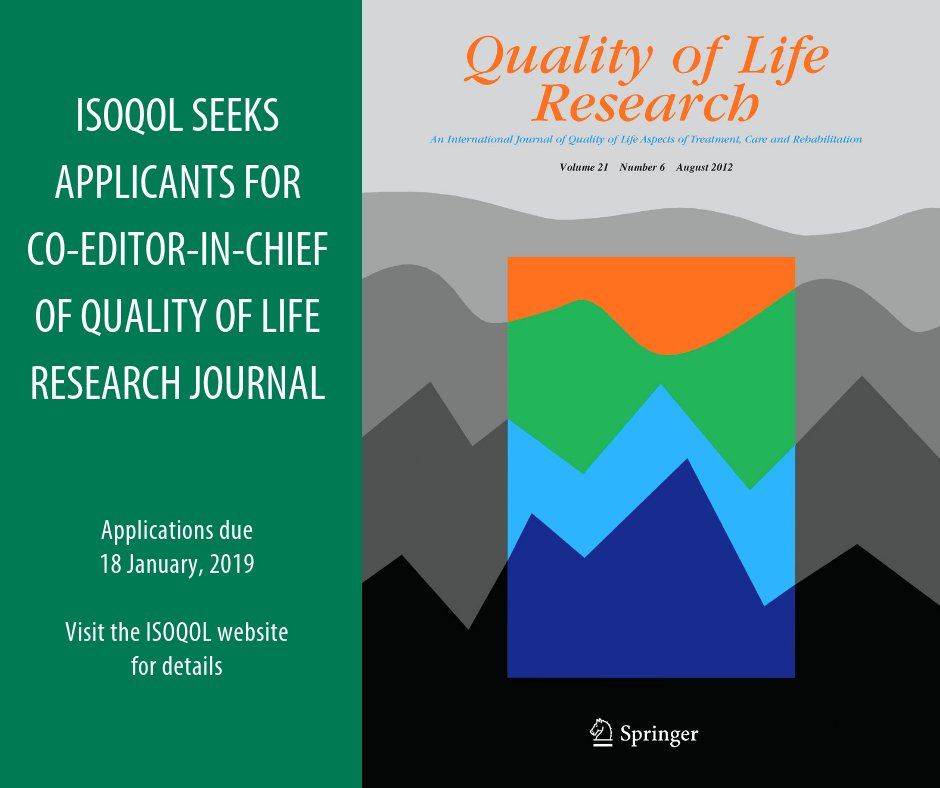 ISOQOL SEEKS
APPLICANTS FOR
CO-EDITOR-IN-CHIEF
OF QUALITY OF LIFE
RESEARCH JOURNAL
Applications due
18 January, 2019
Visit the ISOQOL website
for details
Quality of Life
Research
An International Journal of Quality of Life Aspects of Treatment, Care and Rehabilitation
Volume 21 Number 6 August 2012
Springer